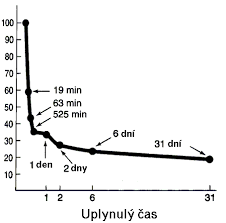 100
90
80
70
60
50
40
30
20
10
19 min
63 min
525 min
1 den
2 dny
6 dní
31 dní
1 2 6 31
Uplynulý čas